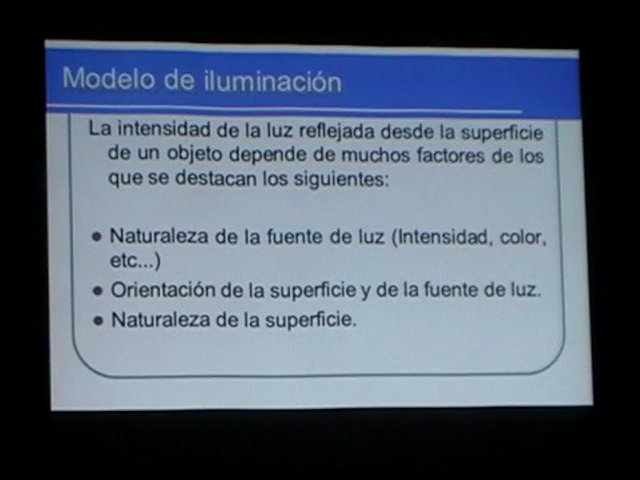 Modelo de iluminación
La intensidad de la luz reflejada desde la superficie
de un objeto depende de muchos factores de los
que se destacan los siguientes:
● Naturaleza de la fuente de luz (Intensidad, color,
etc...)
● Orientación de la superficie y de la fuente de luz.
● Naturaleza de la superficie.